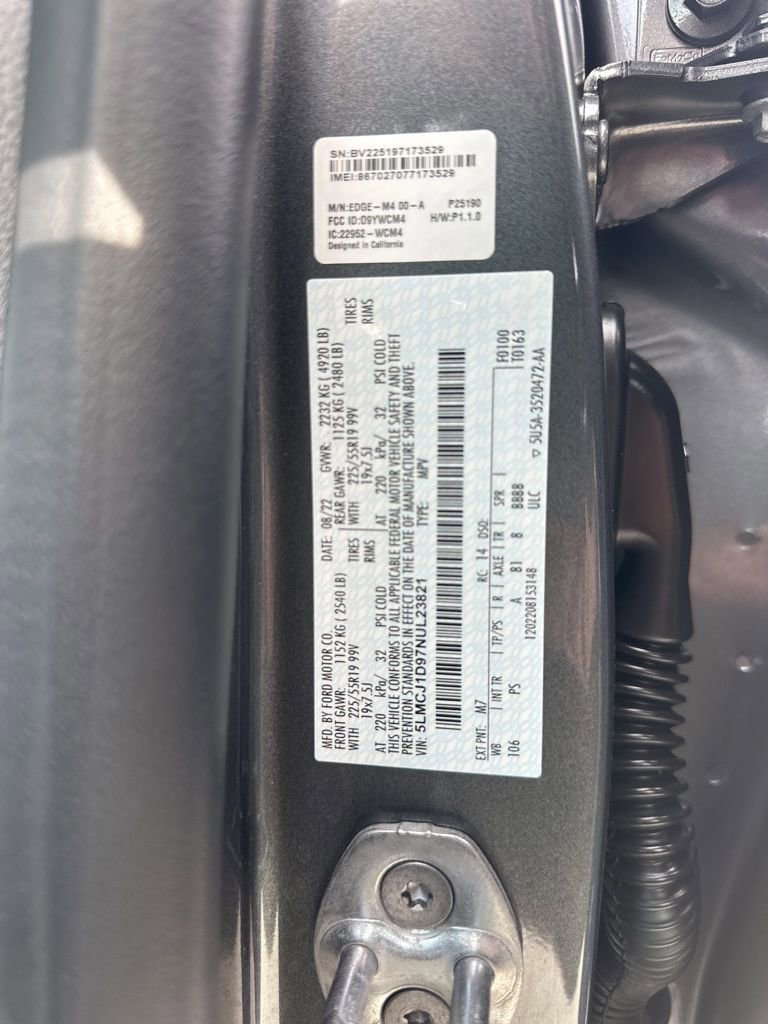 SN:BV225197173529
IMEI:867027077173529
M/N:EDGE-M4 00-A P25190
FCC ID:O9YWCM4 H/W:P1.1.0
IC:22952-WCM4
Designed in California
MFD. BY FORD MOTOR CO. DATE: 08/22 GVWR: 2232 KG ( 4920 LB)
FRONT GAWR: 1152 KG ( 2540 LB) REAR GAWR: 1125 KG ( 2480 LB)
WITH 225/55R19 99V TIRES WITH 225/55R19 99V TIRES
19x7.5J RIMS 19x7.5J RIMS
AT 220 kPa/ 32 PSI COLD AT 220 kPa/ 32 PSI COLD
THIS VEHICLE CONFORMS TO ALL APPLICABLE FEDERAL MOTOR VEHICLE SAFETY AND THEFT
PREVENTION STANDARDS IN EFFECT ON THE DATE OF MANUFACTURE SHOWN ABOVE.
VIN: 5LMCJ1D97NUL23821 TYPE: MPV
EXT PNT: M7 RC: 14 DSO: F0100
WB INT TR TP/PS R AXLE TR SPR T0163
106 PS A 81 8 BBBB
1202208153148 ULC 5U5A-3520472-AA
FoMoCo